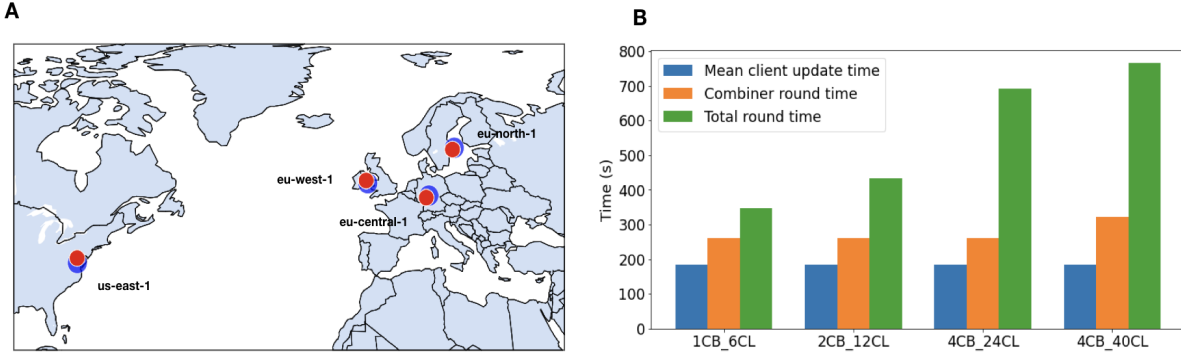 A
eu-north-1
eu-west-1
eu-central-1
us-east-1
B
800
700
600
500
400
300
200
100
0
Time (s)
Mean client update time
Combiner round time
Total round time
1CB_6CL
2CB_12CL
4CB_24CL
4CB_40CL